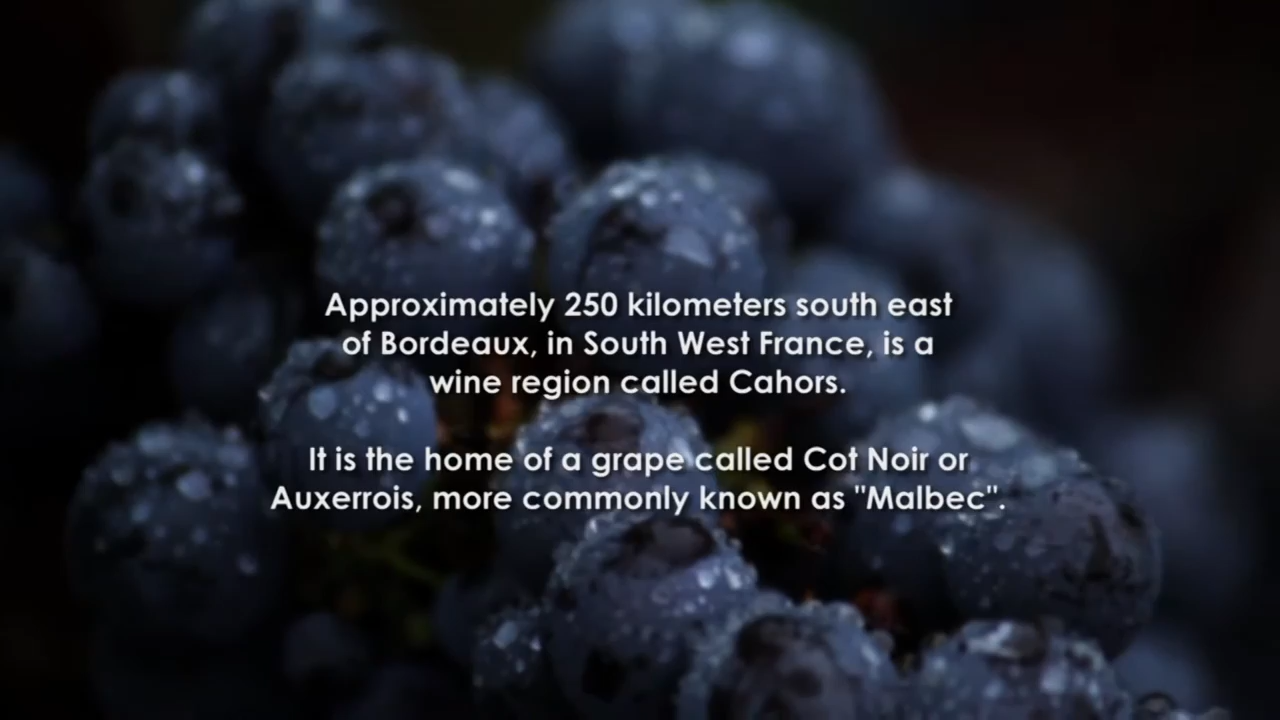 Approximately 250 kilometers south east
of Bordeaux, in South West France, is a
wine region called Cahors.
It is the home of a grape called Cot Noir or
Auxerrois, more commonly known as "Malbec".